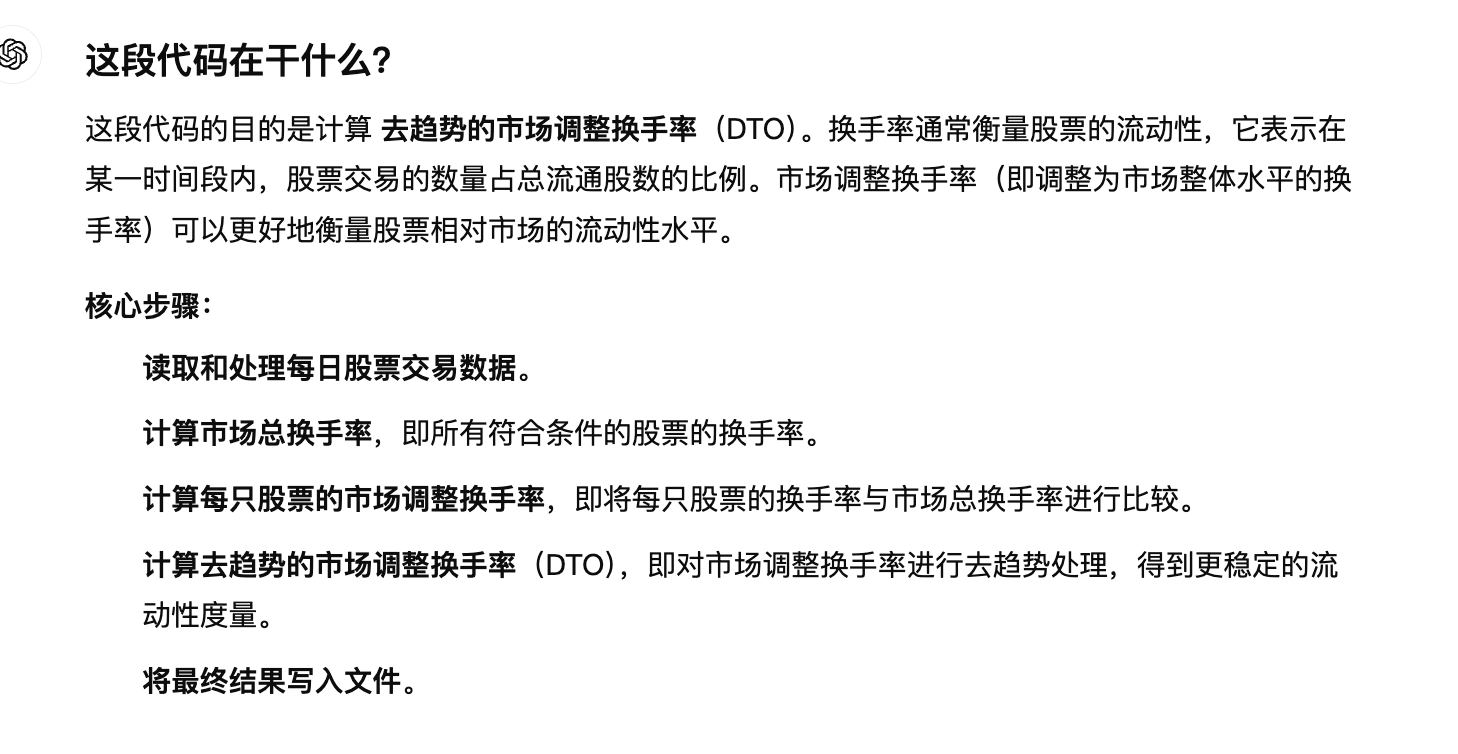 这段代码在干什么？
这段代码的目的是计算 去趋势的市场调整换手率（DTO）。换手率通常衡量股票的流动性，它表示在
某一时间段内，股票交易的数量占总流通股数的比例。市场调整换手率（即调整为市场整体水平的换
手率）可以更好地衡量股票相对市场的流动性水平。
核心步骤：
读取和处理每日股票交易数据。
计算市场总换手率，即所有符合条件的股票的换手率。
计算每只股票的市场调整换手率，即将每只股票的换手率与市场总换手率进行比较。
计算去趋势的市场调整换手率（DTO），即对市场调整换手率进行去趋势处理，得到更稳定的流
动性度量。
将最终结果写入文件。